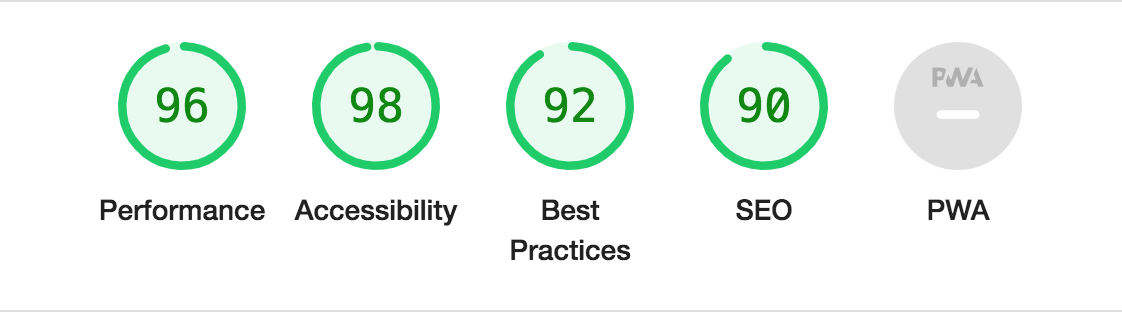 96
98
92
90
PWA
Performance
Accessibility
Best
Practices
SEO
PWA